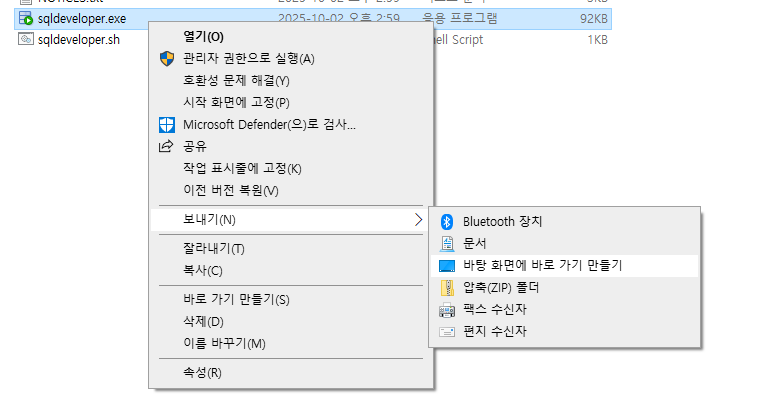 sqldeveloper.exe 2025-10-02 오후 2:59 응용 프로그램 92KB
sqldeveloper.sh Shell Script 1KB
열기(O)
관리자 권한으로 실행(A)
호환성 문제 해결(Y)
시작 화면에 고정(P)
Microsoft Defender(으)로 검사...
공유
작업 표시줄에 고정(K)
이전 버전 복원(V)
보내기(N)
잘라내기(T)
복사(C)
바로 가기 만들기(S)
삭제(D)
이름 바꾸기(M)
속성(R)
Bluetooth 장치
문서
바탕 화면에 바로 가기 만들기
압축(ZIP) 폴더
팩스 수신자
편지 수신자